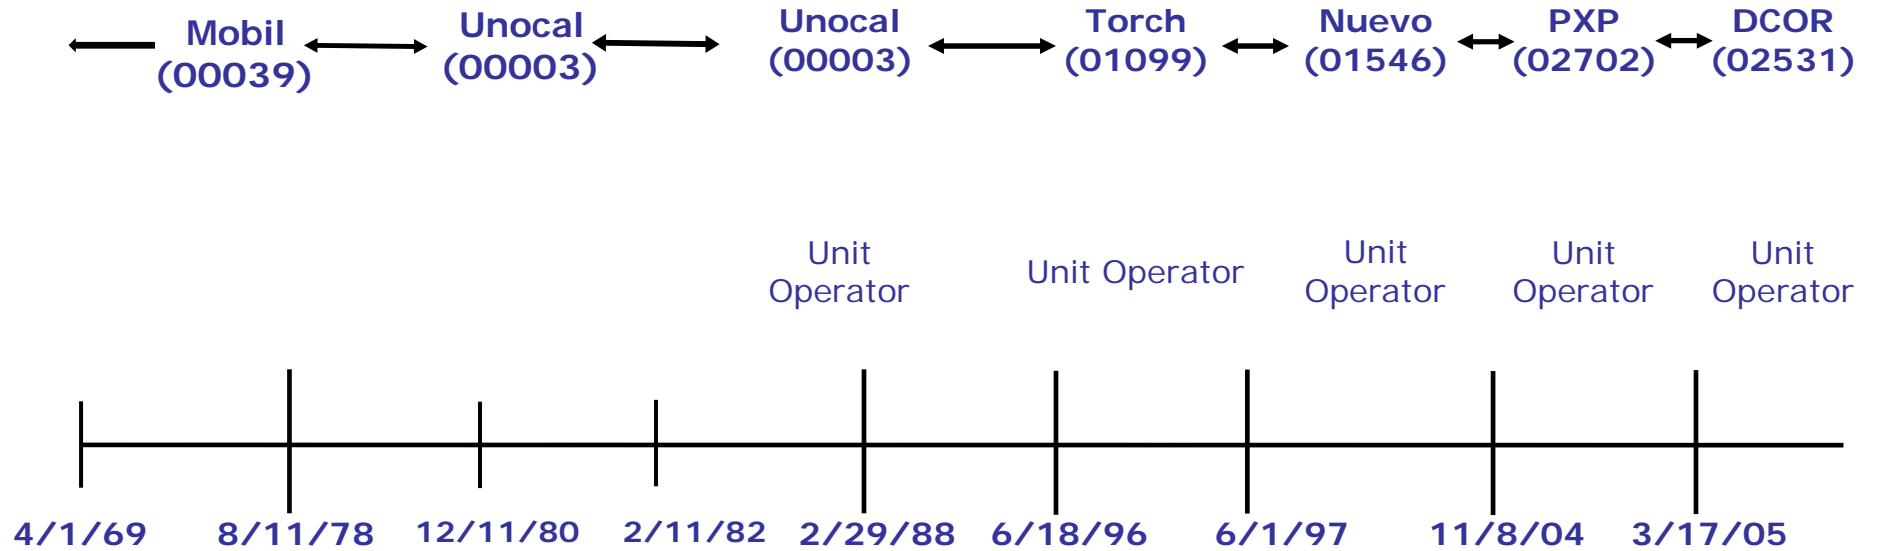 Mobil
(00039)
Unocal
(00003)
Unocal
(00003)
Torch
(01099)
Nuevo
(01546)
PXP
(02702)
DCOR
(02531)
Unit
Operator
Unit Operator
Unit
Operator
Unit
Operator
Unit
Operator
4/1/69
8/11/78
12/11/80
2/11/82
2/29/88
6/18/96
6/1/97
11/8/04
3/17/05